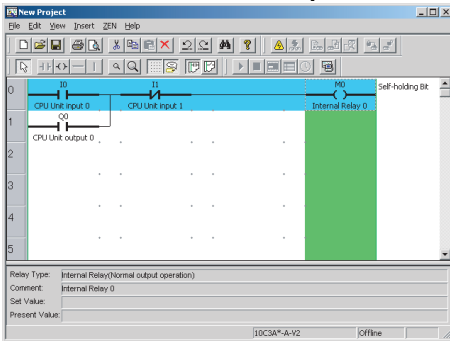 New Project
File Edit View Insert ZEN Help
0 I0 I1 M0 Self-holding Bit
CPU Unit input 0 CPU Unit input 1 Internal Relay 0
1 Q0
CPU Unit output 0
2
3
4
5
Relay Type: Internal Relay(Normal output operation)
Comment: Internal Relay 0
Set Value:
Present Value:
10C3A*-A-V2 Offline